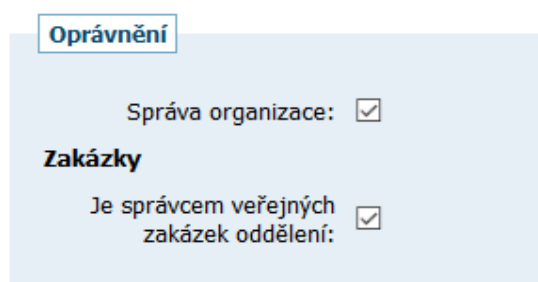 Oprávnění
Správa organizace:
Zakázky
Je správcem veřejných
zakázek oddělení: